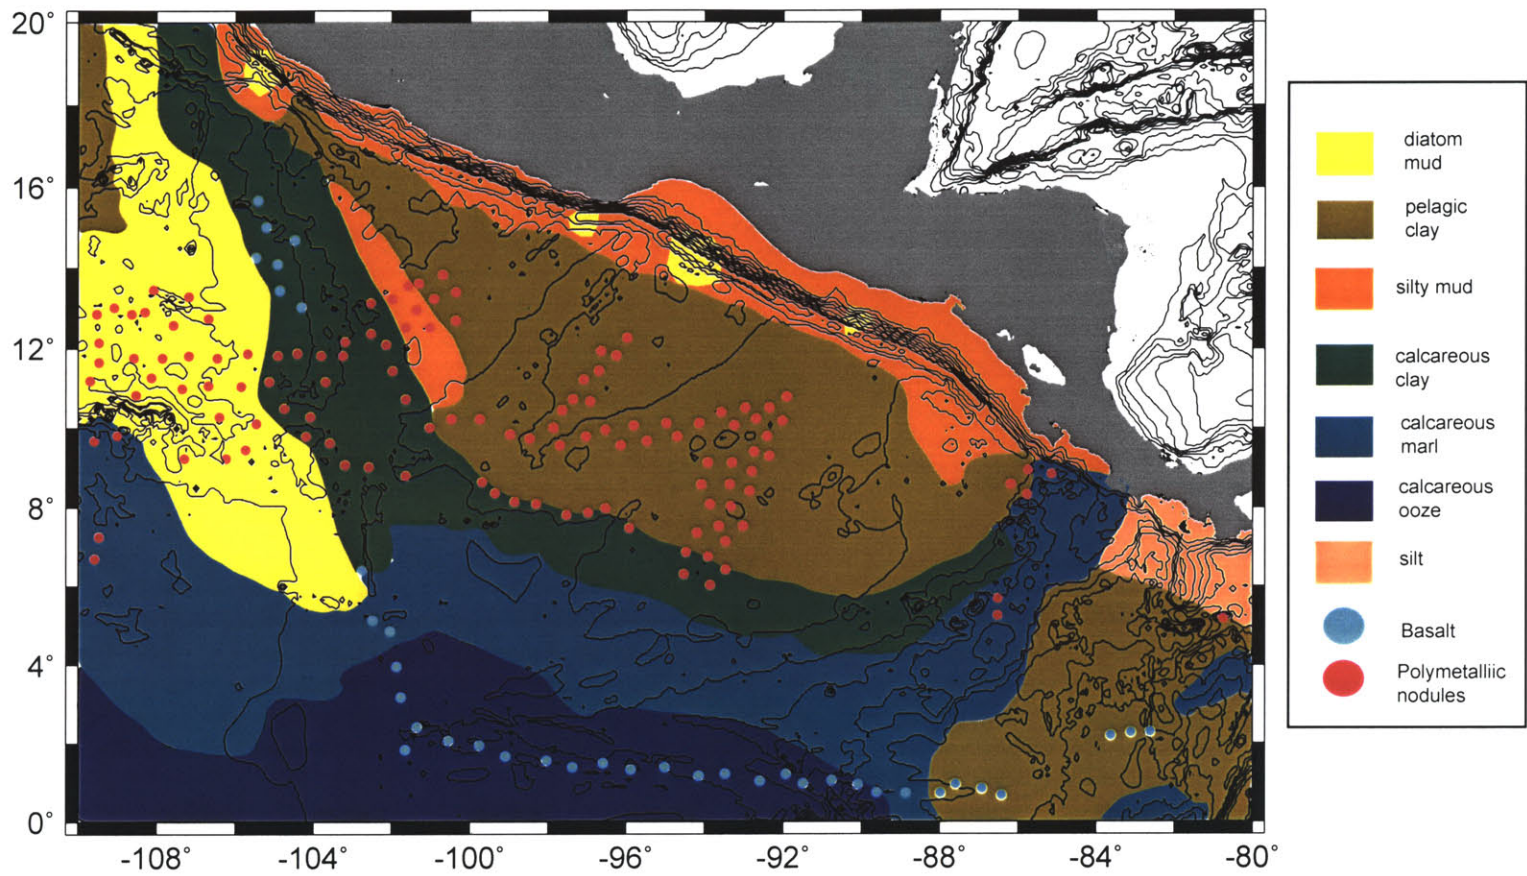 20°
16°
12°
8°
4°
0°
-108°
-104°
-100°
-96°
-92°
-88°
-84°
-80°
diatom
mud
pelagic
clay
silty mud
calcareous
clay
calcareous
marl
calcareous
ooze
silt
Basalt
Polymetalliic
nodules